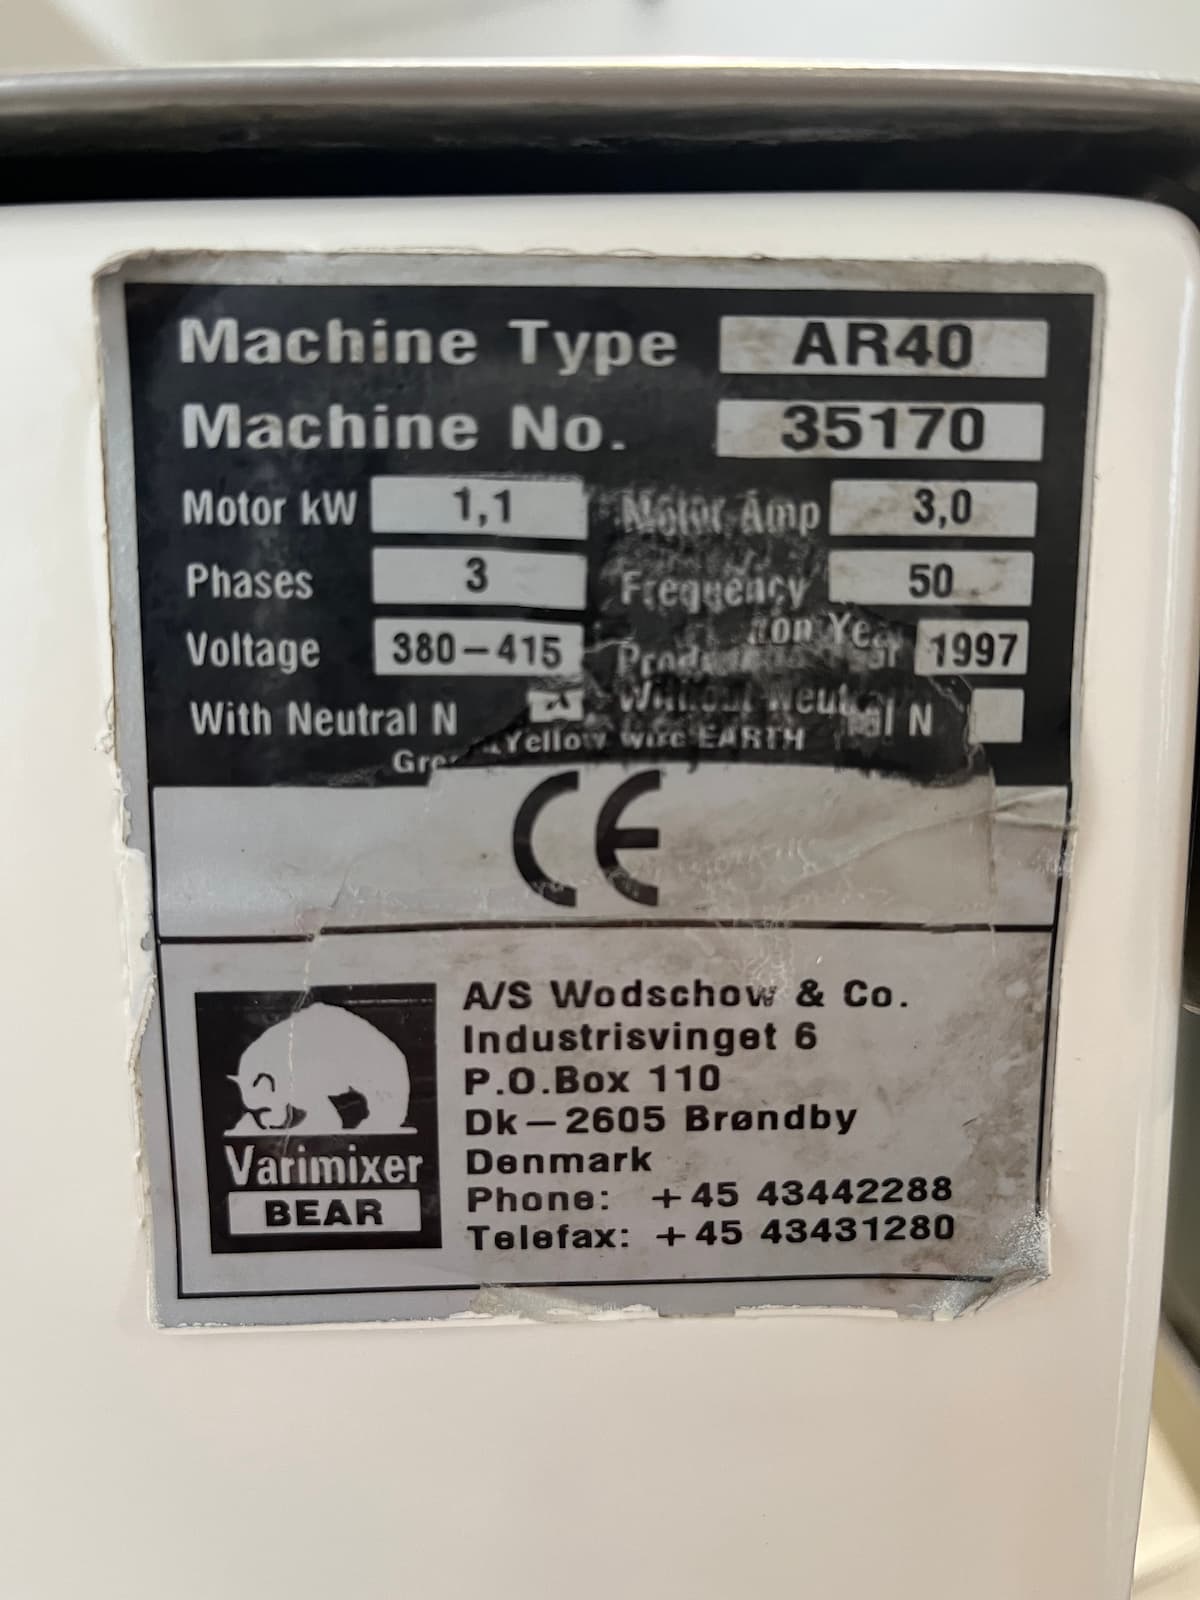 Machine Type AR40
Machine No. 35170
Motor kW 1,1 Motor Amp 3,0
Phases 3 Frequency 50
Voltage 380-415 1997
With Neutral N Without Neutral N
Yellow wire EARTH
CE
A/S Wodschow & Co.
Industrisvinget 6
P.O.Box 110
Dk-2605 Brøndby
Denmark
Phone: +45 43442288
Telefax: +45 43431280
Varimixer
BEAR